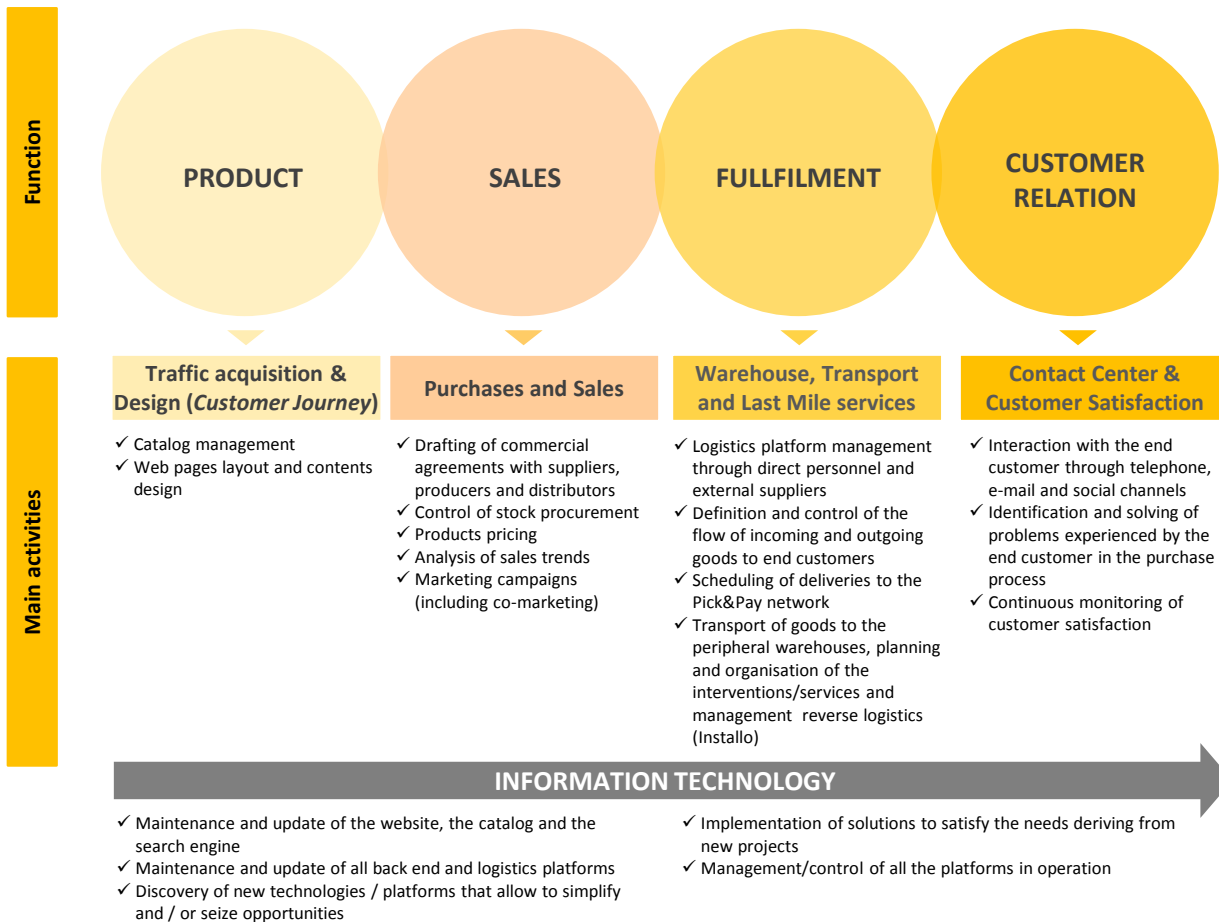 Function
PRODUCT
SALES
FULLFILMENT
CUSTOMER
RELATION
Main activities
Traffic acquisition &
Design (Customer Journey)
✓ Catalog management
✓ Web pages layout and contents
design
Purchases and Sales
✓ Drafting of commercial
agreements with suppliers,
producers and distributors
✓ Control of stock procurement
✓ Products pricing
✓ Analysis of sales trends
✓ Marketing campaigns
(including co-marketing)
Warehouse, Transport
and Last Mile services
✓ Logistics platform management
through direct personnel and
external suppliers
✓ Definition and control of the
flow of incoming and outgoing
goods to end customers
✓ Scheduling of deliveries to the
Pick&Pay network
✓ Transport of goods to the
peripheral warehouses, planning
and organisation of the
interventions/services and
management reverse logistics
(Installo)
Contact Center &
Customer Satisfaction
✓ Interaction with the end
customer through telephone,
e-mail and social channels
✓ Identification and solving of
problems experienced by the
end customer in the purchase
process
✓ Continuous monitoring of
customer satisfaction
INFORMATION TECHNOLOGY
✓ Maintenance and update of the website, the catalog and the
search engine
✓ Maintenance and update of all back end and logistics platforms
✓ Discovery of new technologies / platforms that allow to simplify
and / or seize opportunities
✓ Implementation of solutions to satisfy the needs deriving from
new projects
✓ Management/control of all the platforms in operation